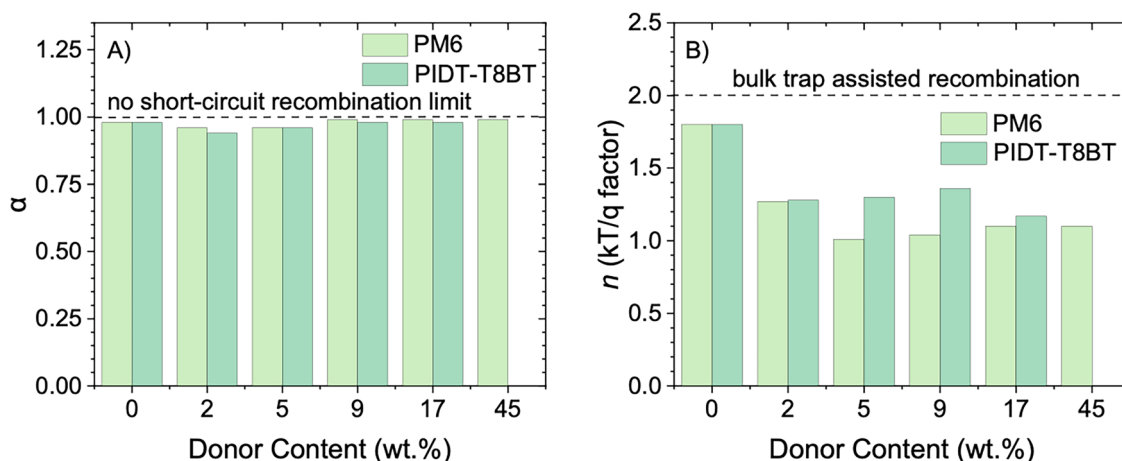 A)
PM6
PIDT-T8BT
no short-circuit recombination limit
1.25
1.00
0.75
0.50
0.25
0.00
α
0 2 5 9 17 45
Donor Content (wt.%)
B)
bulk trap assisted recombination
PM6
PIDT-T8BT
2.5
2.0
1.5
1.0
0.5
0.0
n (kT/q factor)
0 2 5 9 17 45
Donor Content (wt.%)